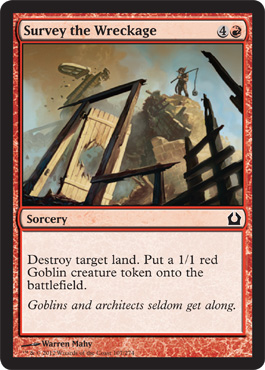 Survey the Wreckage 4
Sorcery
Destroy target land. Put a 1/1 red
Goblin creature token onto the
battlefield.
Goblins and architects seldom get along.
Warren Mahy